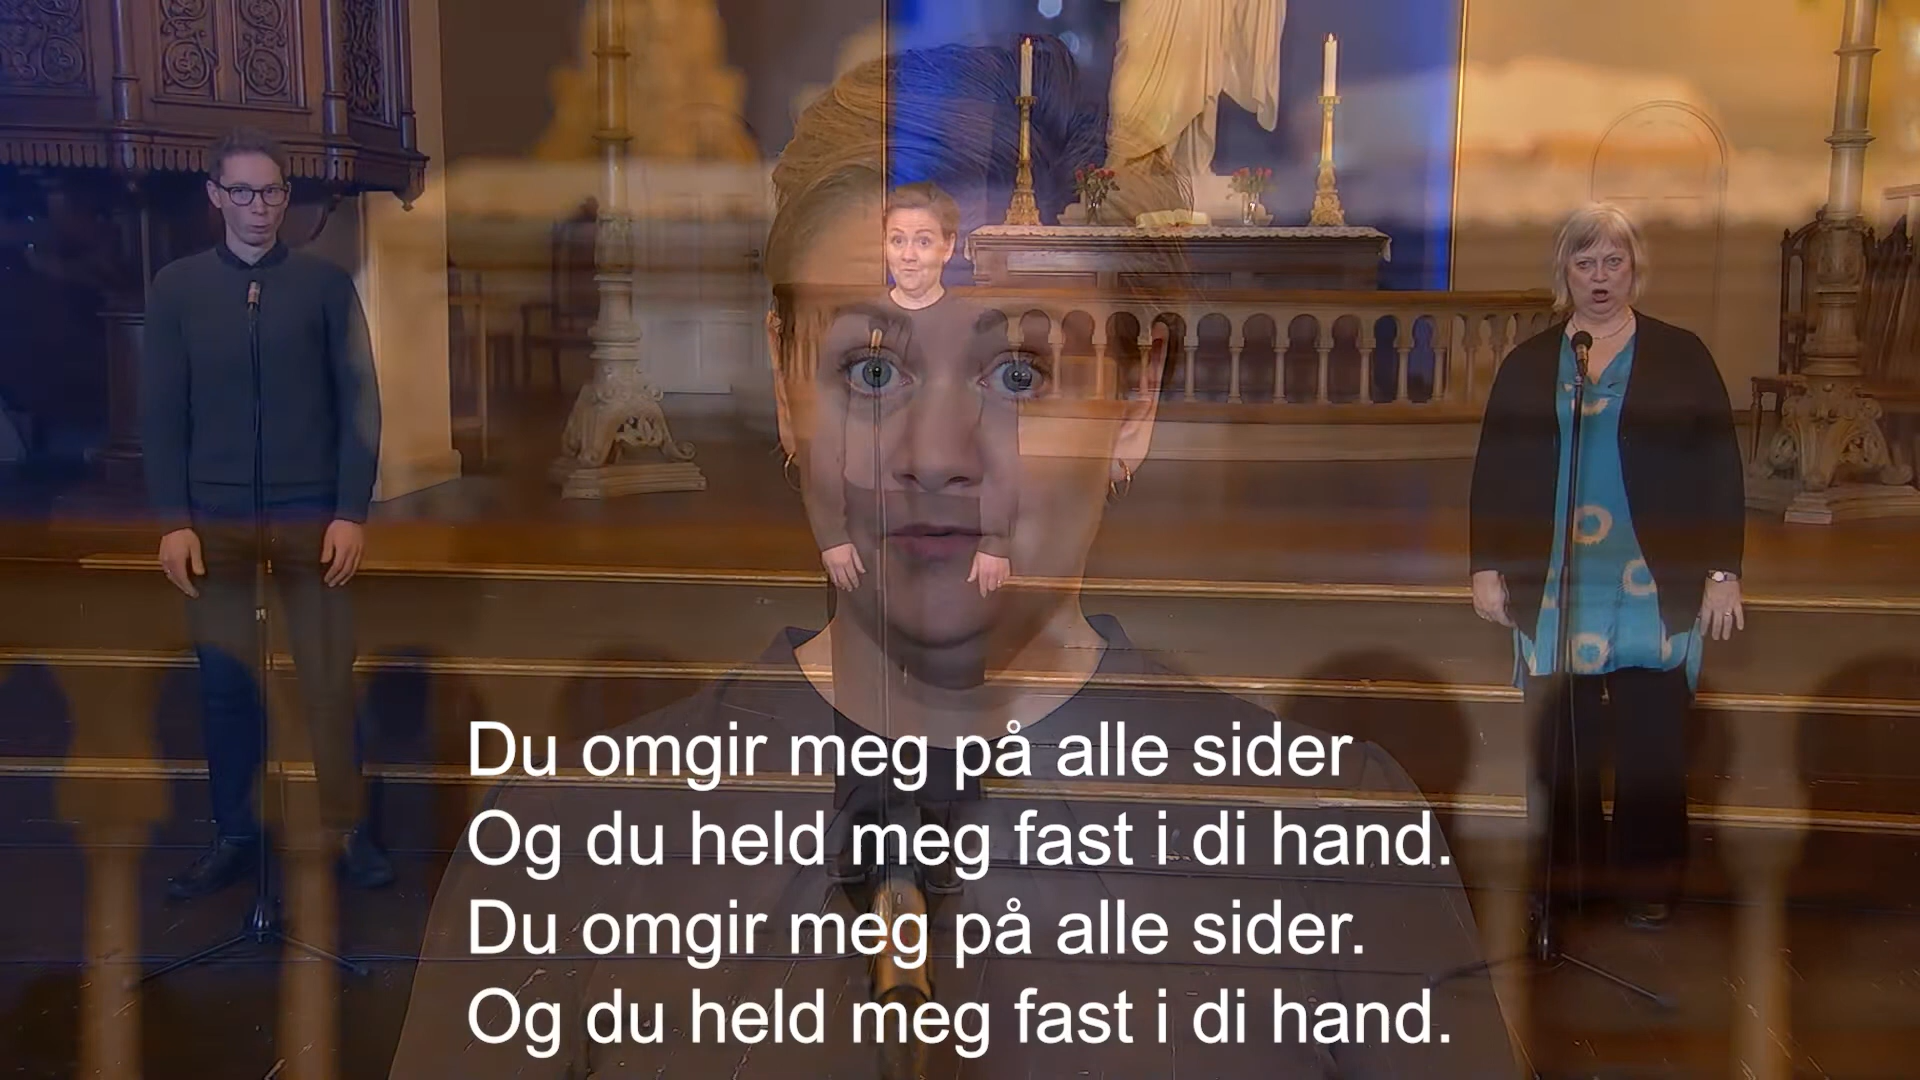 Du omgir meg på alle sider
Og du held meg fast i di hand.
Du omgir meg på alle sider.
Og du held meg fast i di hand.